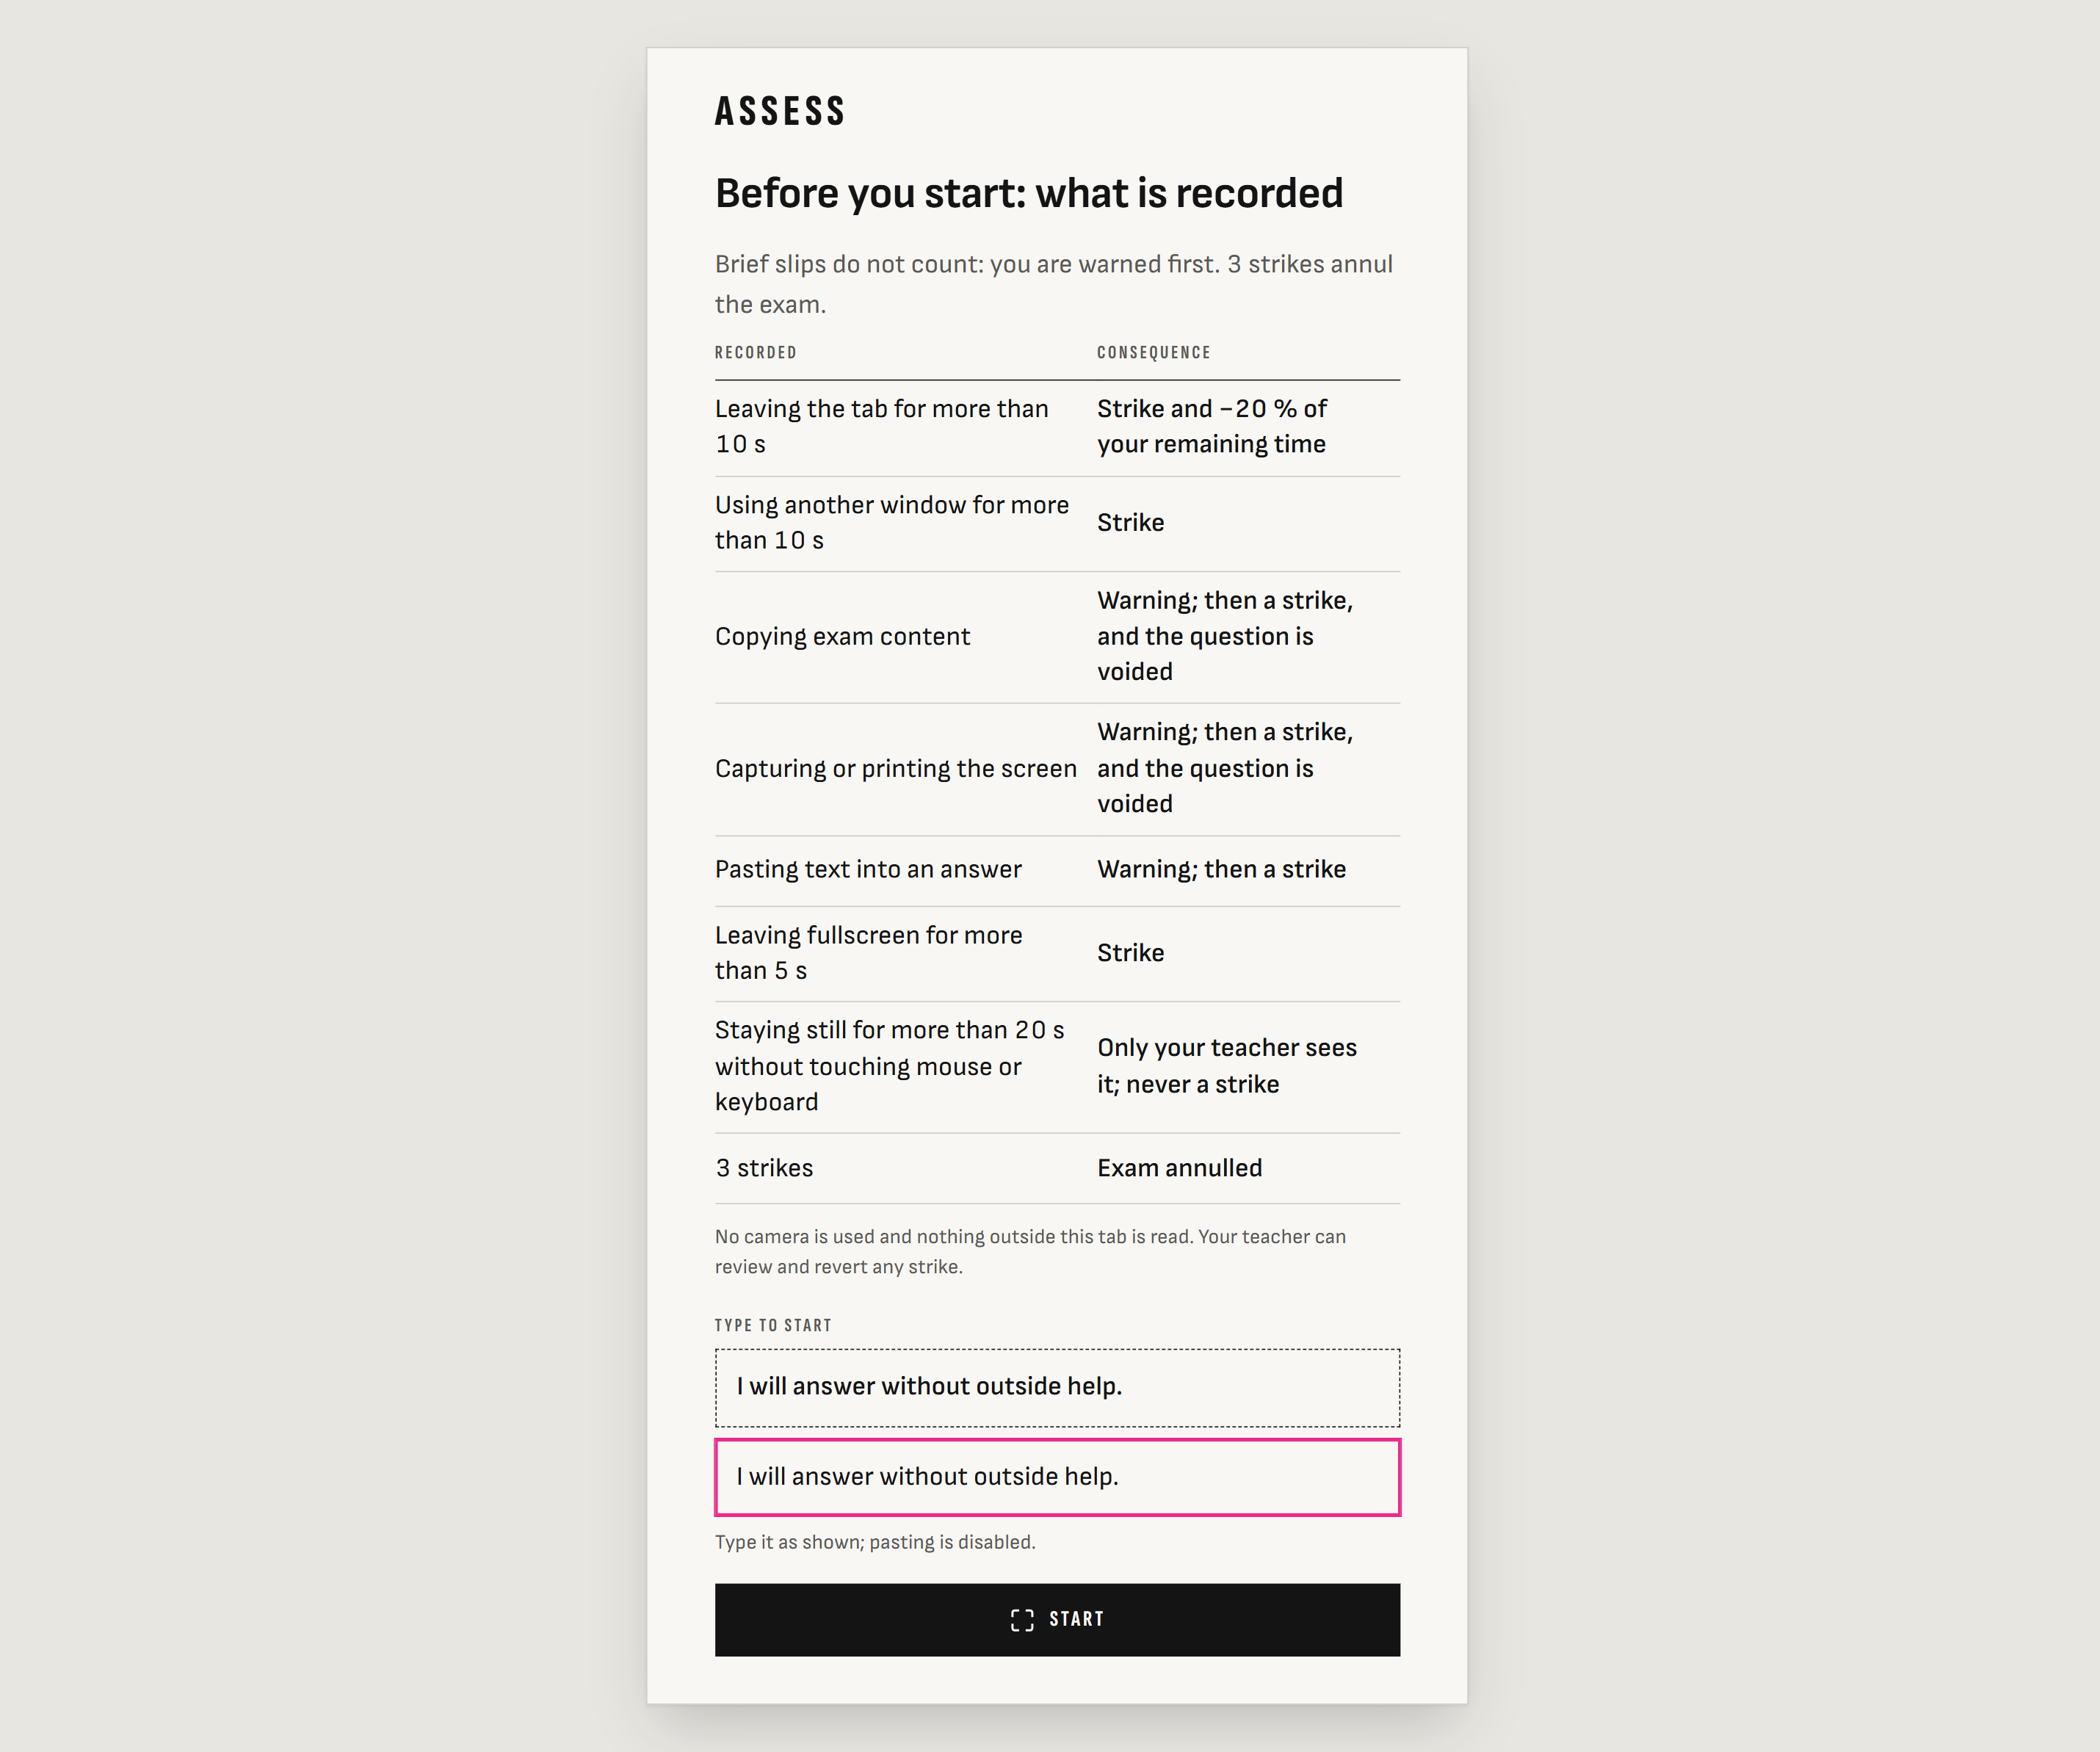 ASSESS
Before you start: what is recorded
Brief slips do not count: you are warned first. 3 strikes annul
the exam.
RECORDED
CONSEQUENCE
Leaving the tab for more than
10 s
Strike and −20 % of
your remaining time
Using another window for more
than 10 s
Strike
Copying exam content
Warning; then a strike,
and the question is
voided
Capturing or printing the screen
Warning; then a strike,
and the question is
voided
Pasting text into an answer
Warning; then a strike
Leaving fullscreen for more
than 5 s
Strike
Staying still for more than 20 s
without touching mouse or
keyboard
Only your teacher sees
it; never a strike
3 strikes
Exam annulled
No camera is used and nothing outside this tab is read. Your teacher can
review and revert any strike.
TYPE TO START
I will answer without outside help.
I will answer without outside help.
Type it as shown; pasting is disabled.
START